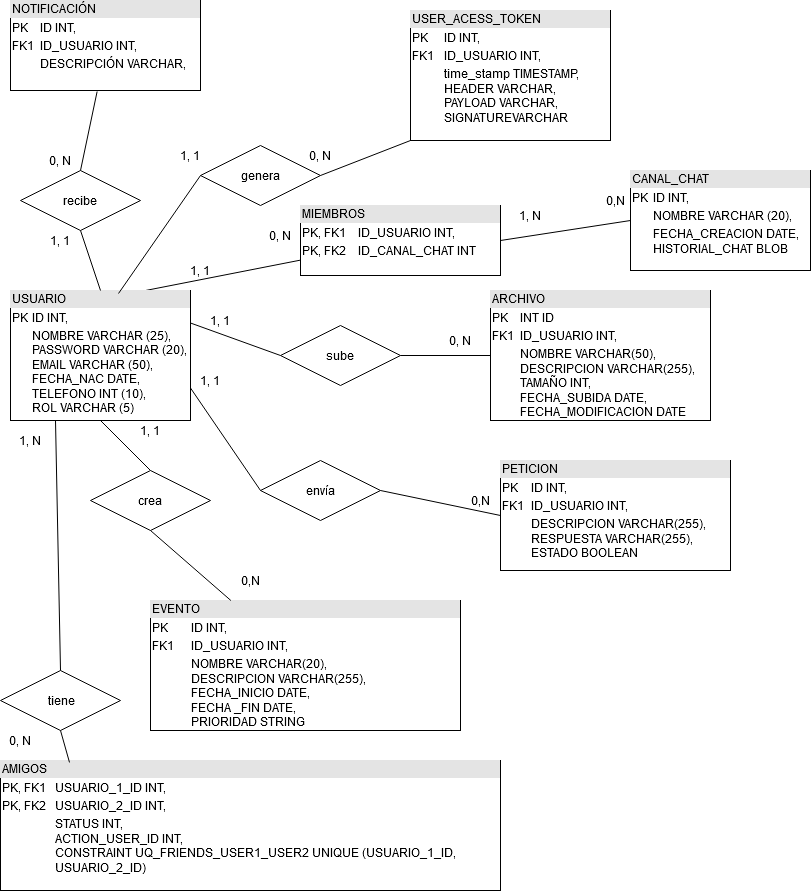 NOTIFICACIÓN
PK ID INT,
FK1 ID_USUARIO INT,
DESCRIPCIÓN VARCHAR,
USER_ACESS_TOKEN
PK ID INT,
FK1 ID_USUARIO INT,
time_stamp TIMESTAMP,
HEADER VARCHAR,
PAYLOAD VARCHAR,
SIGNATUREVARCHAR
0, N
recibe
1, 1
1, 1
genera
0, N
MIEMBROS
PK, FK1 ID_USUARIO INT,
PK, FK2 ID_CANAL_CHAT INT
0, N
1, 1
1, N
0,N
CANAL_CHAT
PK ID INT,
NOMBRE VARCHAR (20),
FECHA_CREACION DATE,
HISTORIAL_CHAT BLOB
USUARIO
PK ID INT,
NOMBRE VARCHAR (25),
PASSWORD VARCHAR (20),
EMAIL VARCHAR (50),
FECHA_NAC DATE,
TELEFONO INT (10),
ROL VARCHAR (5)
1, 1
sube
0, N
ARCHIVO
PK INT ID
FK1 ID_USUARIO INT,
NOMBRE VARCHAR(50),
DESCRIPCION VARCHAR(255),
TAMAÑO INT,
FECHA_SUBIDA DATE,
FECHA_MODIFICACION DATE
1, 1
envía
0,N
PETICION
PK ID INT,
FK1 ID_USUARIO INT,
DESCRIPCION VARCHAR(255),
RESPUESTA VARCHAR(255),
ESTADO BOOLEAN
1, N
1, 1
crea
0,N
EVENTO
PK ID INT,
FK1 ID_USUARIO INT,
NOMBRE VARCHAR(20),
DESCRIPCION VARCHAR(255),
FECHA_INICIO DATE,
FECHA _FIN DATE,
PRIORIDAD STRING
tiene
0, N
AMIGOS
PK, FK1 USUARIO_1_ID INT,
PK, FK2 USUARIO_2_ID INT,
STATUS INT,
ACTION_USER_ID INT,
CONSTRAINT UQ_FRIENDS_USER1_USER2 UNIQUE (USUARIO_1_ID,
USUARIO_2_ID)